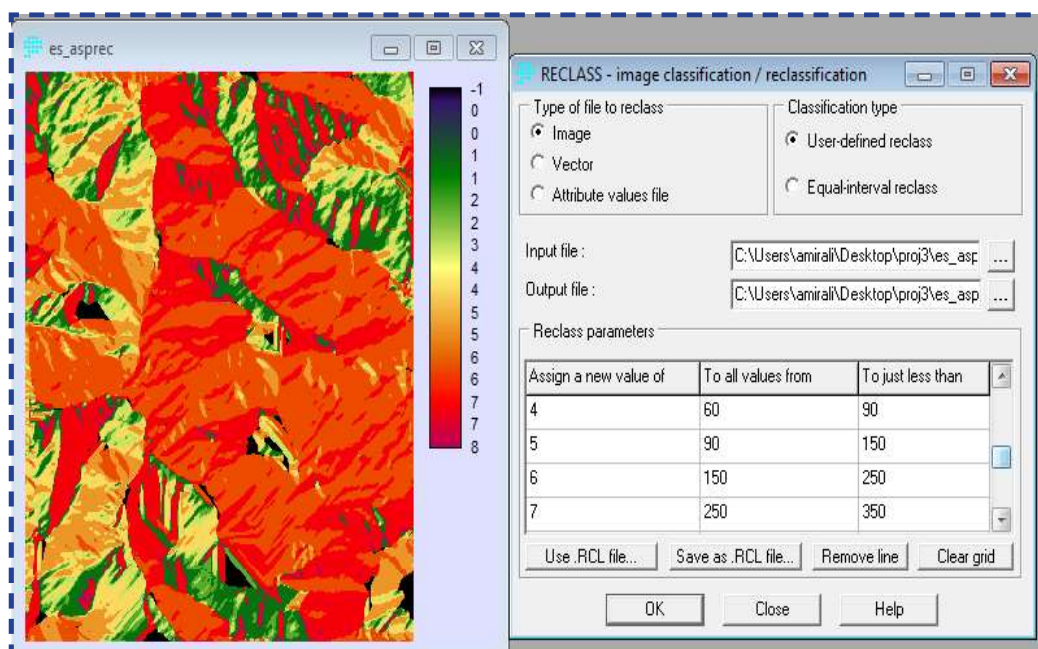 es_asprec
-1
0
0
1
1
2
2
3
4
4
5
5
6
6
7
7
8
RECLASS - image classification / reclassification
Type of file to reclass
Image
Vector
Attribute values file
Classification type
User-defined reclass
Equal-interval reclass
Input file :
C:\Users\amirali\Desktop\proj3\es_asp
...
Output file :
C:\Users\amirali\Desktop\proj3\es_asp
...
Reclass parameters
Assign a new value of To all values from To just less than
4 60 90
5 90 150
6 150 250
7 250 350
Use .RCL file... Save as .RCL file... Remove line Clear grid
OK Close Help